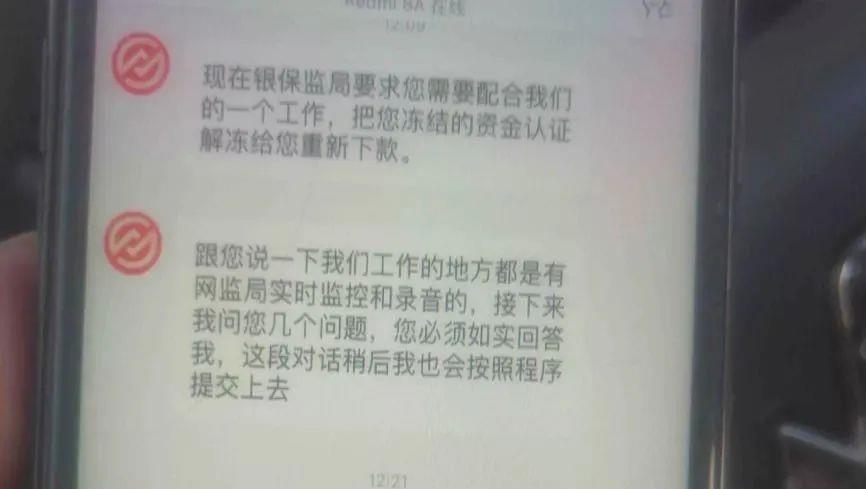 Redmi 8A 在线
12:09
现在银保监局要求您需要配合我们
的一个工作，把您冻结的资金认证
解冻给您重新下款。
跟您说一下我们工作的地方都是有
网监局实时监控和录音的，接下来
我问您几个问题，您必须如实回答
我，这段对话稍后我也会按照程序
提交上去
12:21